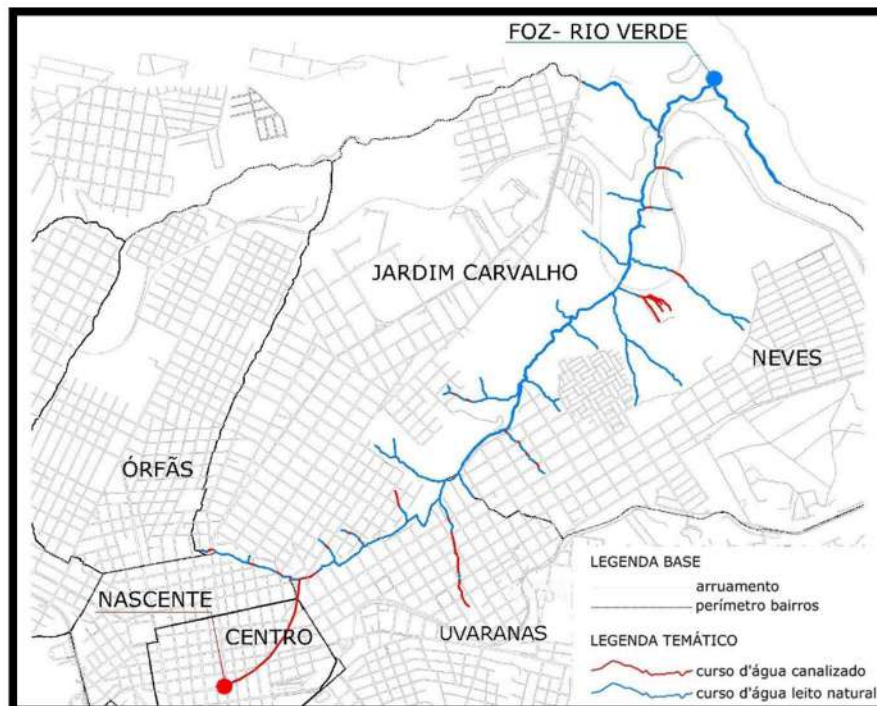 FOZ- RIO VERDE
JARDIM CARVALHO
NEVES
ÓRFÃS
NASCENTE
CENTRO
UVARANAS
LEGENDA BASE
arruamento
perímetro bairros
LEGENDA TEMÁTICO
curso d'água canalizado
curso d'água leito natural